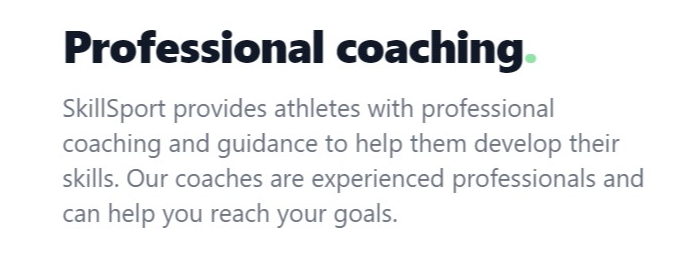 Professional coaching.
SkillSport provides athletes with professional
coaching and guidance to help them develop their
skills. Our coaches are experienced professionals and
can help you reach your goals.